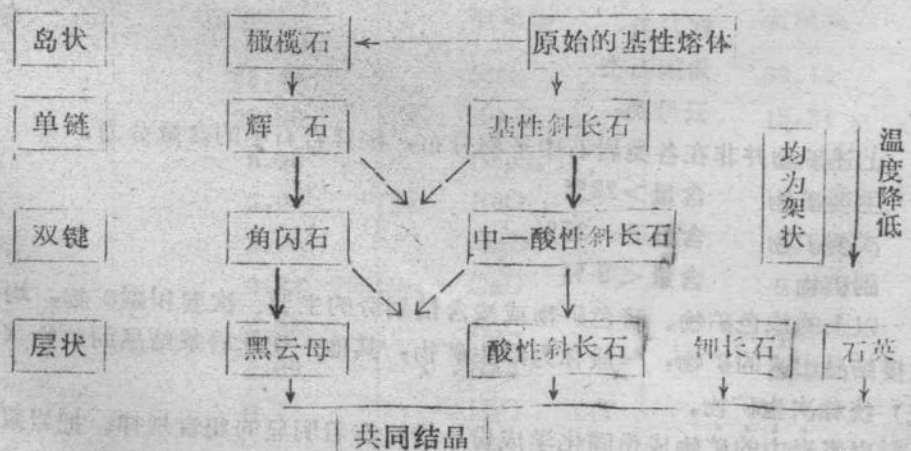 岛状 橄榄石 原始的基性熔体
单链 辉石 基性斜长石
均为架状
温度降低
双键 角闪石 中一酸性斜长石
层状 黑云母 酸性斜长石 钾长石 石英
共同结晶